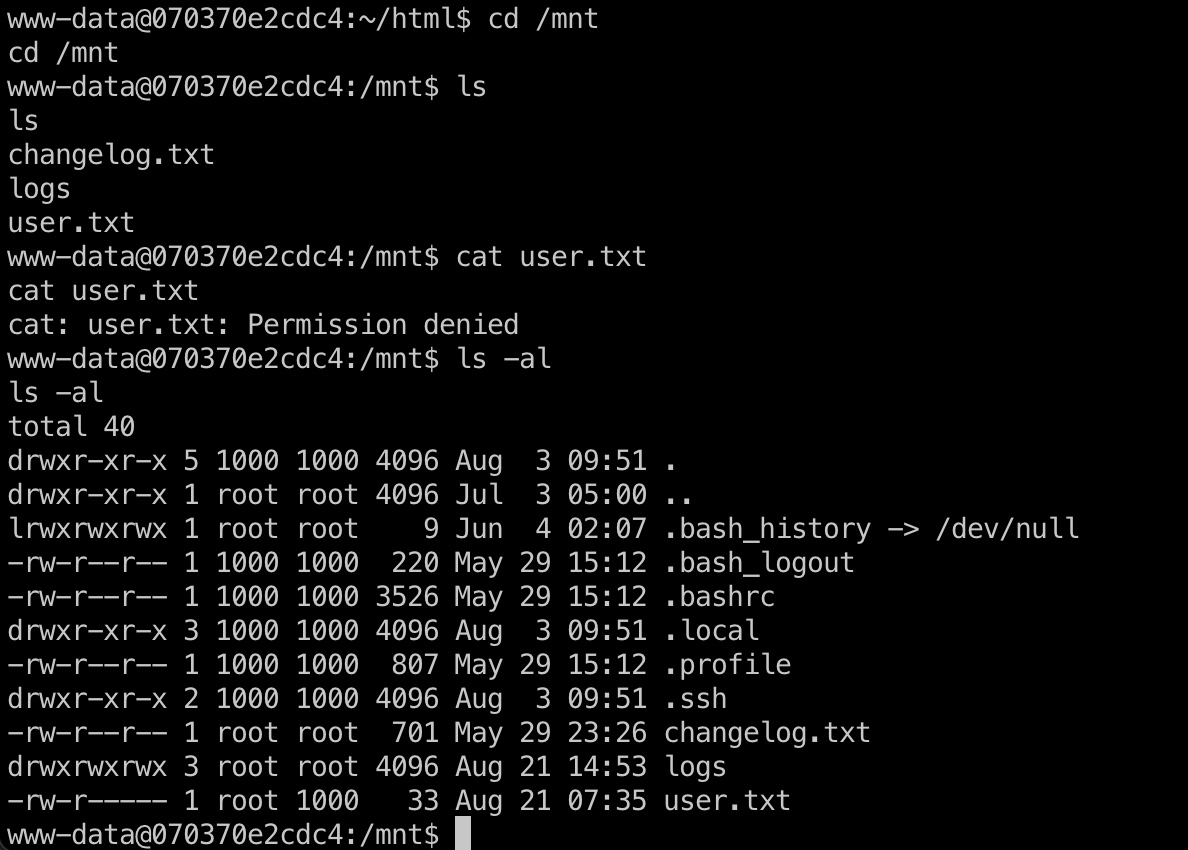 www-data@070370e2cdc4:~/html$ cd /mnt
cd /mnt
www-data@070370e2cdc4:/mnt$ ls
ls
changelog.txt
logs
user.txt
www-data@070370e2cdc4:/mnt$ cat user.txt
cat user.txt
cat: user.txt: Permission denied
www-data@070370e2cdc4:/mnt$ ls -al
ls -al
total 40
drwxr-xr-x 5 1000 1000 4096 Aug  3 09:51 .
drwxr-xr-x 1 root root 4096 Jul  3 05:00 ..
lrwxrwxrwx 1 root root    9 Jun  4 02:07 .bash_history -> /dev/null
-rw-r--r-- 1 1000 1000  220 May 29 15:12 .bash_logout
-rw-r--r-- 1 1000 1000 3526 May 29 15:12 .bashrc
drwxr-xr-x 3 1000 1000 4096 Aug  3 09:51 .local
-rw-r--r-- 1 1000 1000  807 May 29 15:12 .profile
drwxr-xr-x 2 1000 1000 4096 Aug  3 09:51 .ssh
-rw-r--r-- 1 root root  701 May 29 23:26 changelog.txt
drwxrwxrwx 3 root root 4096 Aug 21 14:53 logs
-rw-r----- 1 root 1000   33 Aug 21 07:35 user.txt
www-data@070370e2cdc4:/mnt$